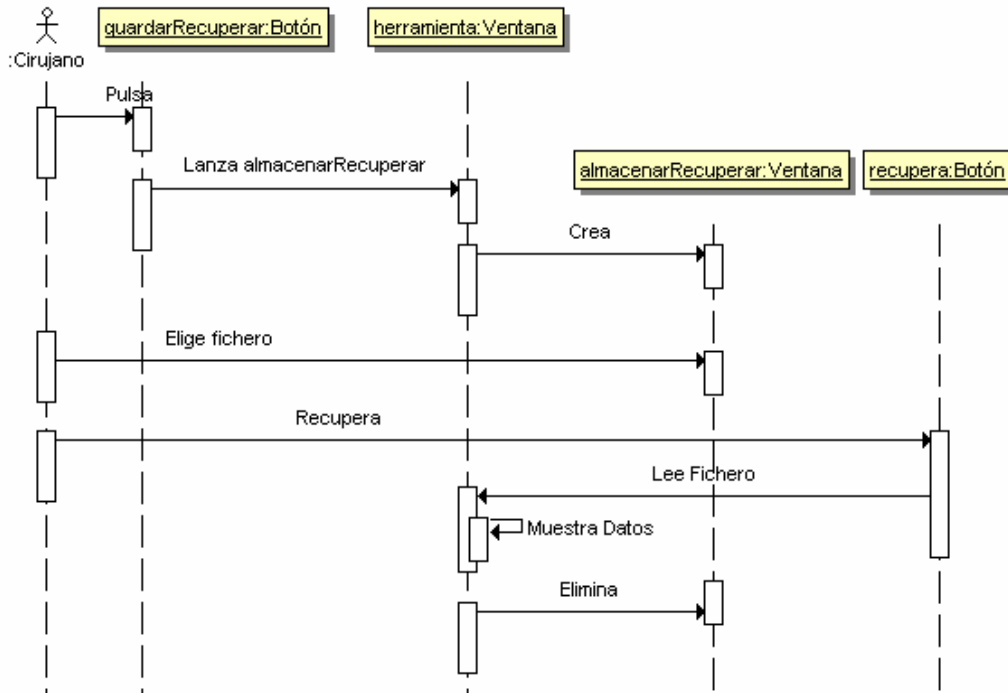 guardarRecuperar:Botón
herramienta:Ventana
:Cirujano
Pulsa
Lanza almacenarRecuperar
almacenarRecuperar:Ventana
recupera:Botón
Crea
Elige fichero
Recupera
Lee Fichero
Muestra Datos
Elimina